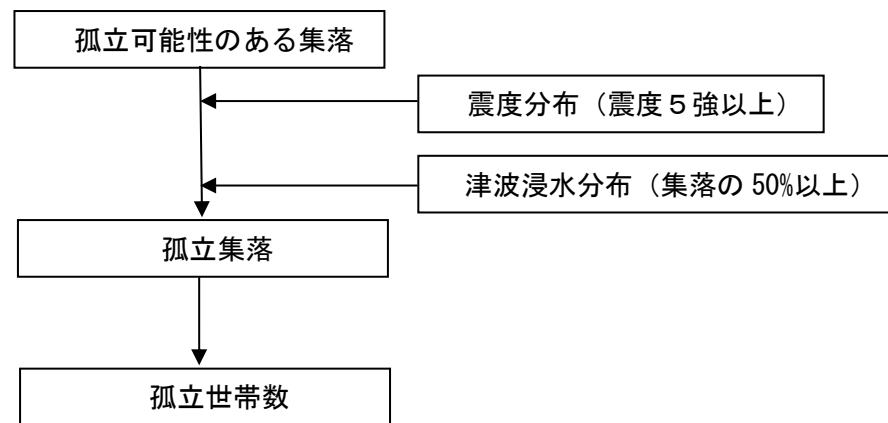 孤立可能性のある集落
震度分布（震度５強以上）
津波浸水分布（集落の 50%以上）
孤立集落
孤立世帯数